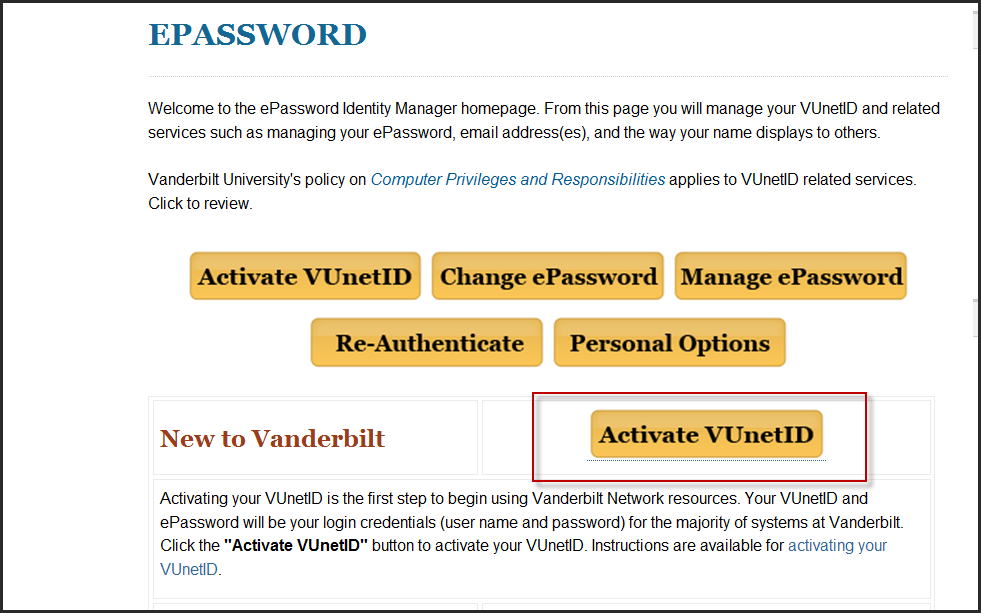 EPASSWORD
Welcome to the ePassword Identity Manager homepage. From this page you will manage your VUnetID and related
services such as managing your ePassword, email address(es), and the way your name displays to others.
Vanderbilt University's policy on Computer Privileges and Responsibilities applies to VUnetID related services.
Click to review.
Activate VUnetID Change ePassword Manage ePassword
Re-Authenticate Personal Options
New to Vanderbilt Activate VUnetID
Activating your VUnetID is the first step to begin using Vanderbilt Network resources. Your VUnetID and
ePassword will be your login credentials (user name and password) for the majority of systems at Vanderbilt.
Click the "Activate VUnetID" button to activate your VUnetID. Instructions are available for activating your
VUnetID.